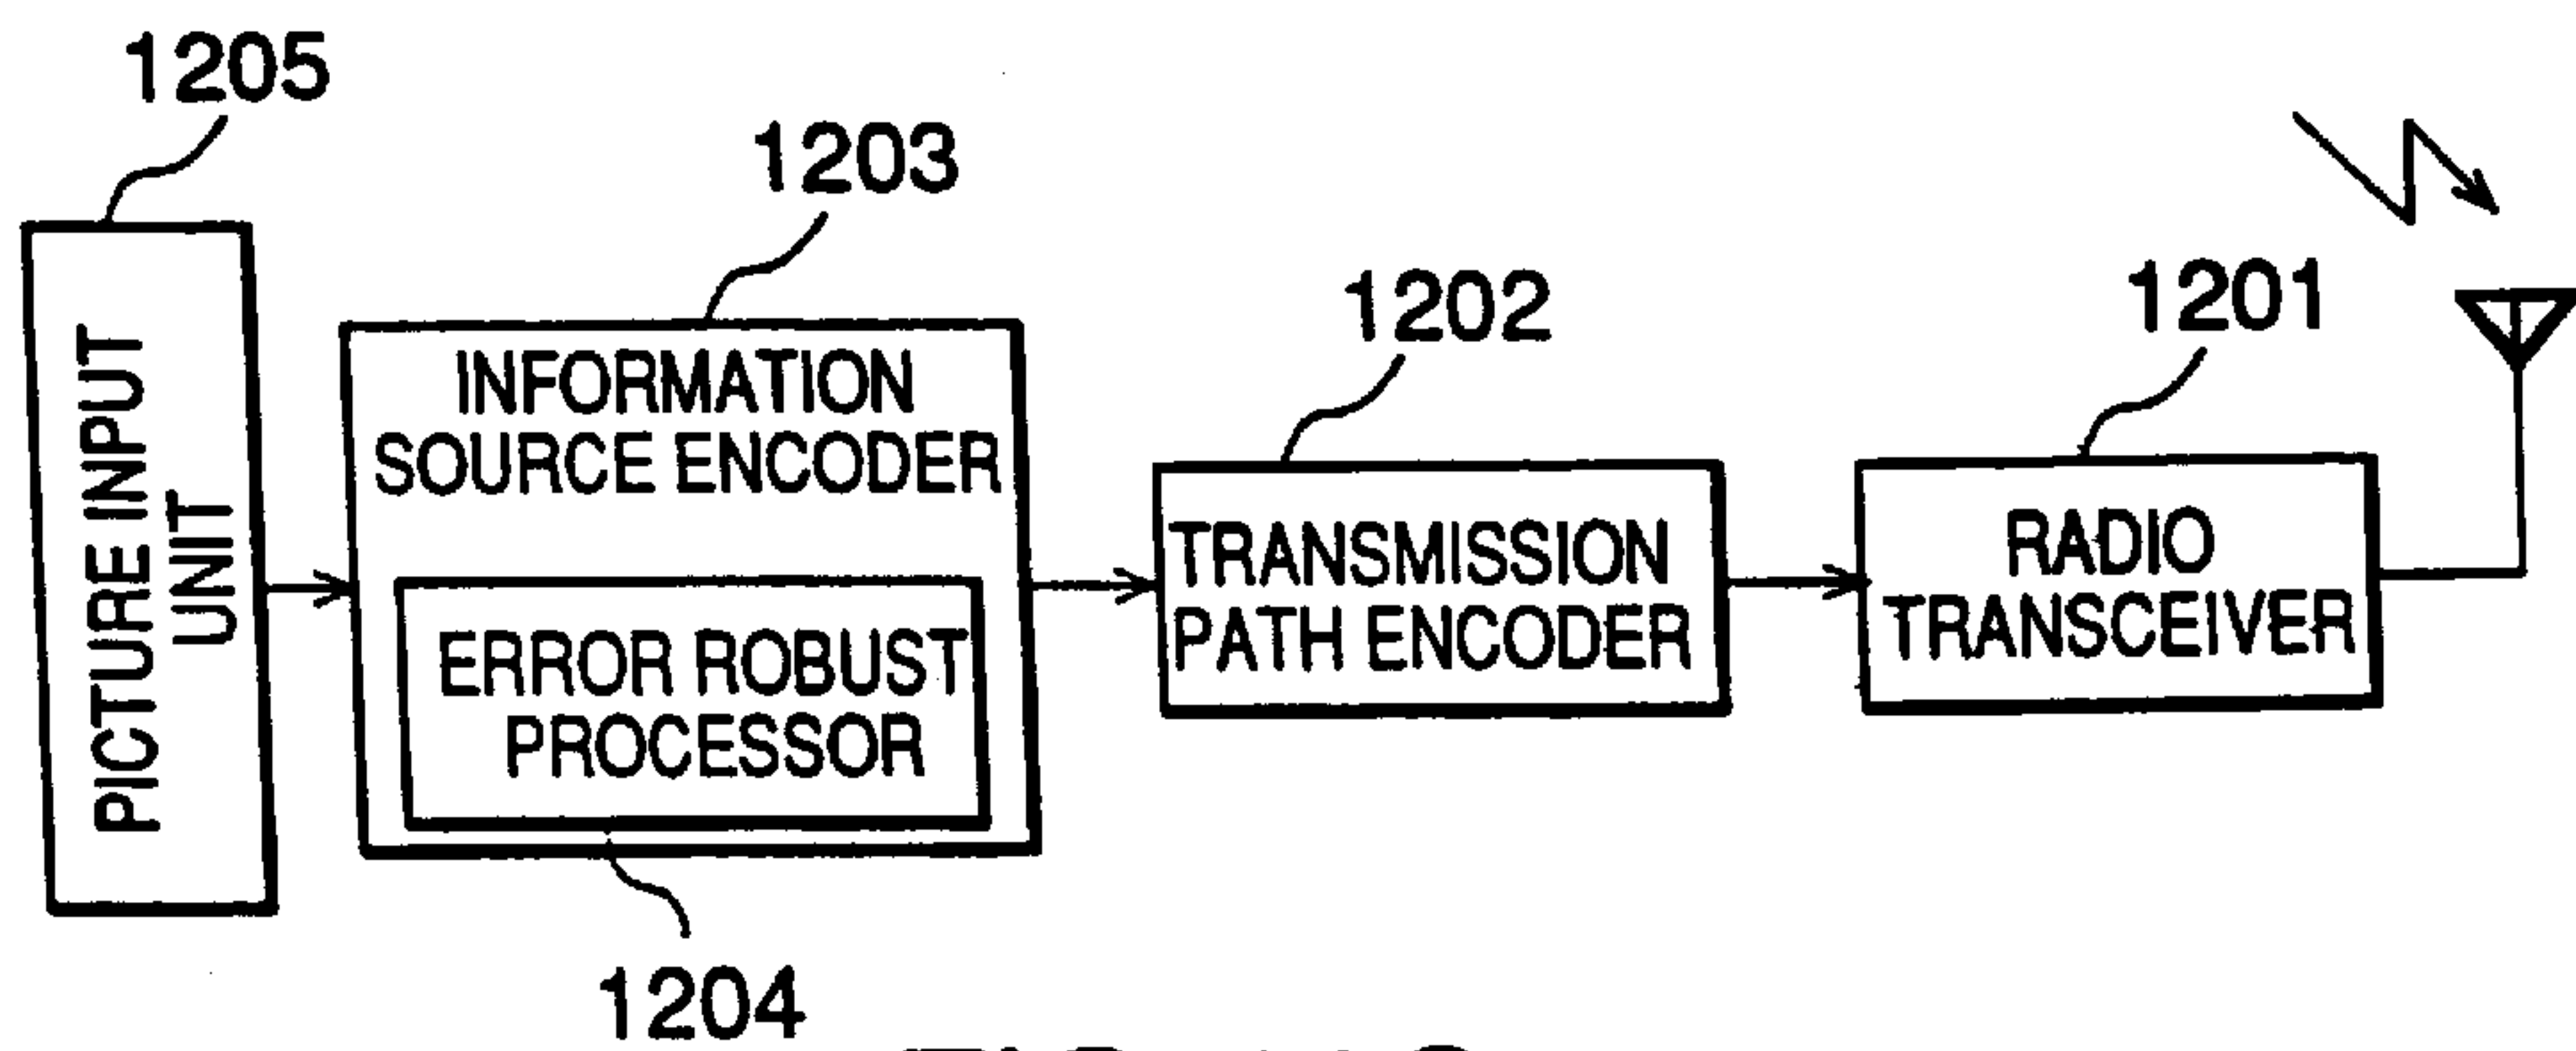 1205
1203
1202
1201
PICTURE INPUT
UNIT
INFORMATION
SOURCE ENCODER
ERROR ROBUST
PROCESSOR
TRANSMISSION
PATH ENCODER
RADIO
TRANSCEIVER
1204